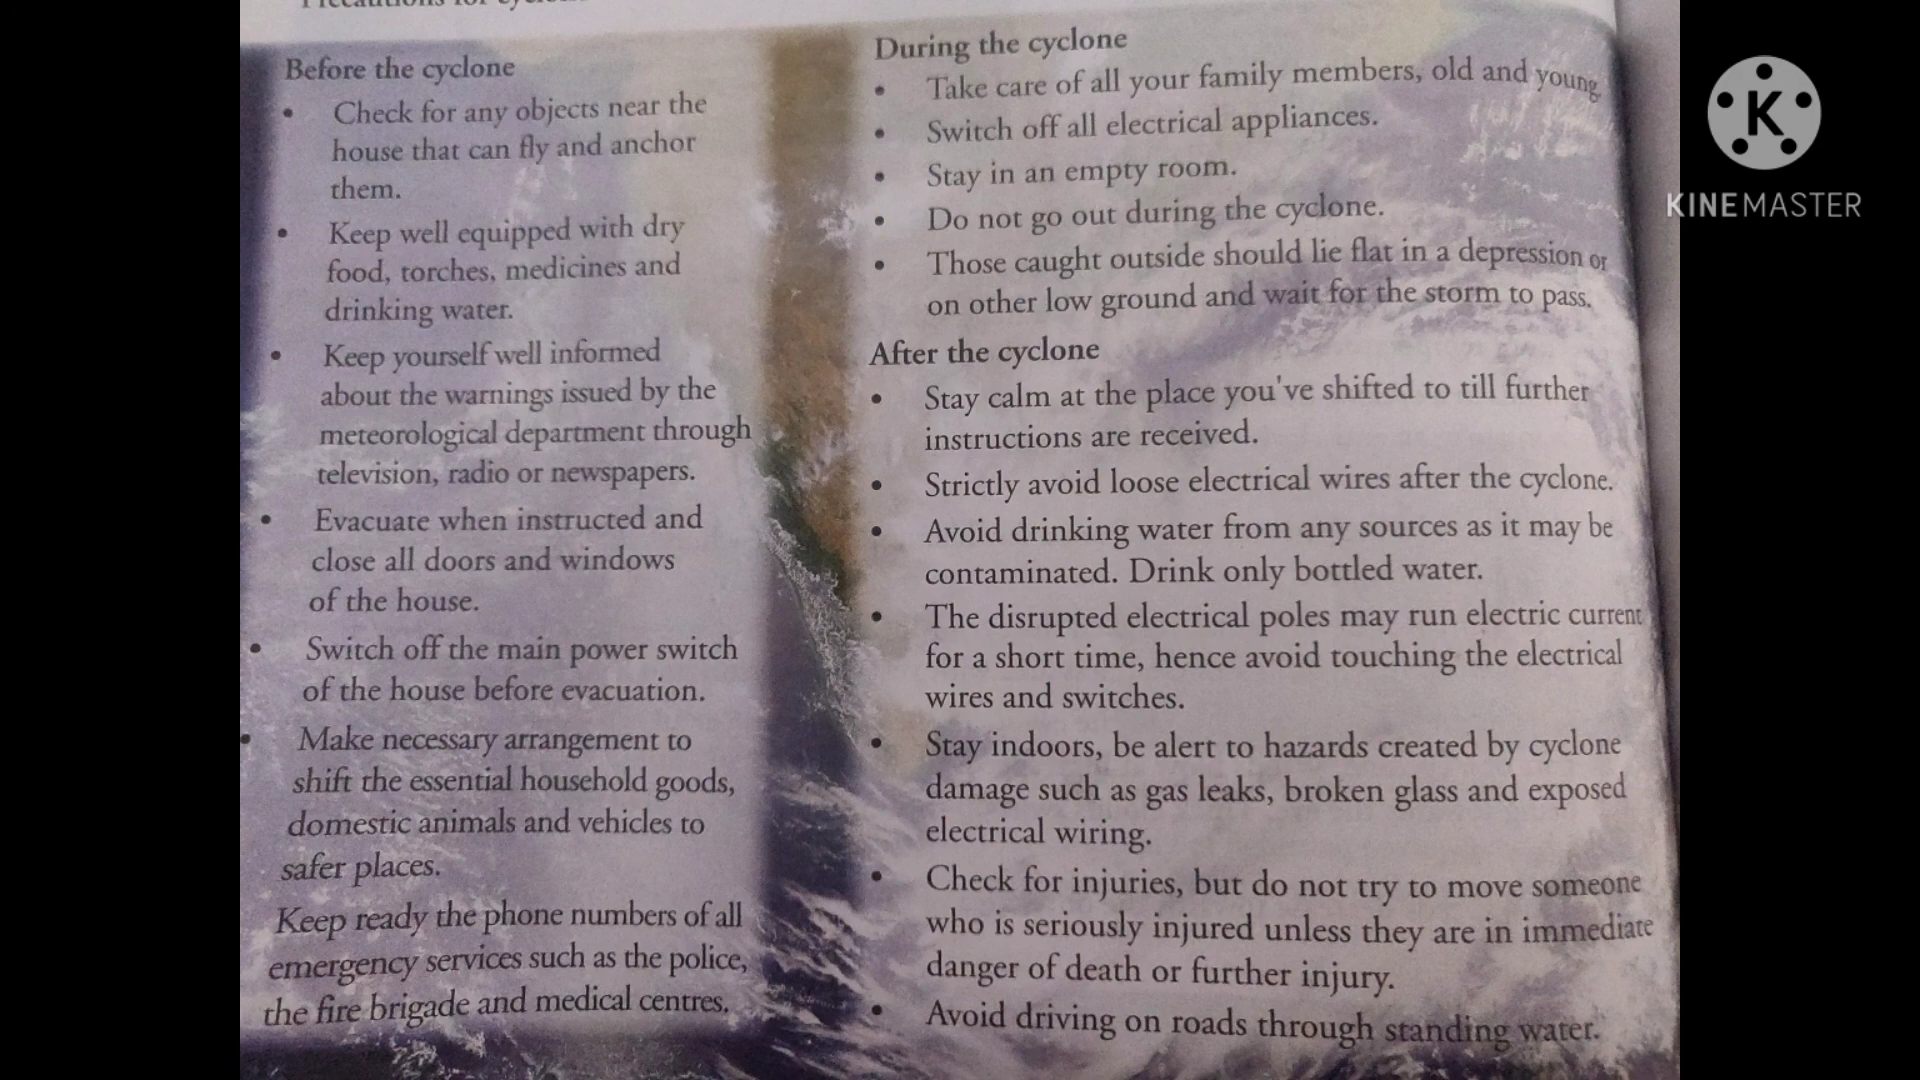 Precautions for cyclone
Before the cyclone
• Check for any objects near the
house that can fly and anchor
them.
• Keep well equipped with dry
food, torches, medicines and
drinking water.
• Keep yourself well informed
about the warnings issued by the
meteorological department through
television, radio or newspapers.
• Evacuate when instructed and
close all doors and windows
of the house.
• Switch off the main power switch
of the house before evacuation.
• Make necessary arrangement to
shift the essential household goods,
domestic animals and vehicles to
safer places.
Keep ready the phone numbers of all
emergency services such as the police,
the fire brigade and medical centres.
During the cyclone
• Take care of all your family members, old and young.
• Switch off all electrical appliances.
• Stay in an empty room.
• Do not go out during the cyclone.
• Those caught outside should lie flat in a depression or
on other low ground and wait for the storm to pass.
After the cyclone
• Stay calm at the place you've shifted to till further
instructions are received.
• Strictly avoid loose electrical wires after the cyclone.
• Avoid drinking water from any sources as it may be
contaminated. Drink only bottled water.
• The disrupted electrical poles may run electric current
for a short time, hence avoid touching the electrical
wires and switches.
• Stay indoors, be alert to hazards created by cyclone
damage such as gas leaks, broken glass and exposed
electrical wiring.
• Check for injuries, but do not try to move someone
who is seriously injured unless they are in immediate
danger of death or further injury.
• Avoid driving on roads through standing water.
K
KINEMASTER